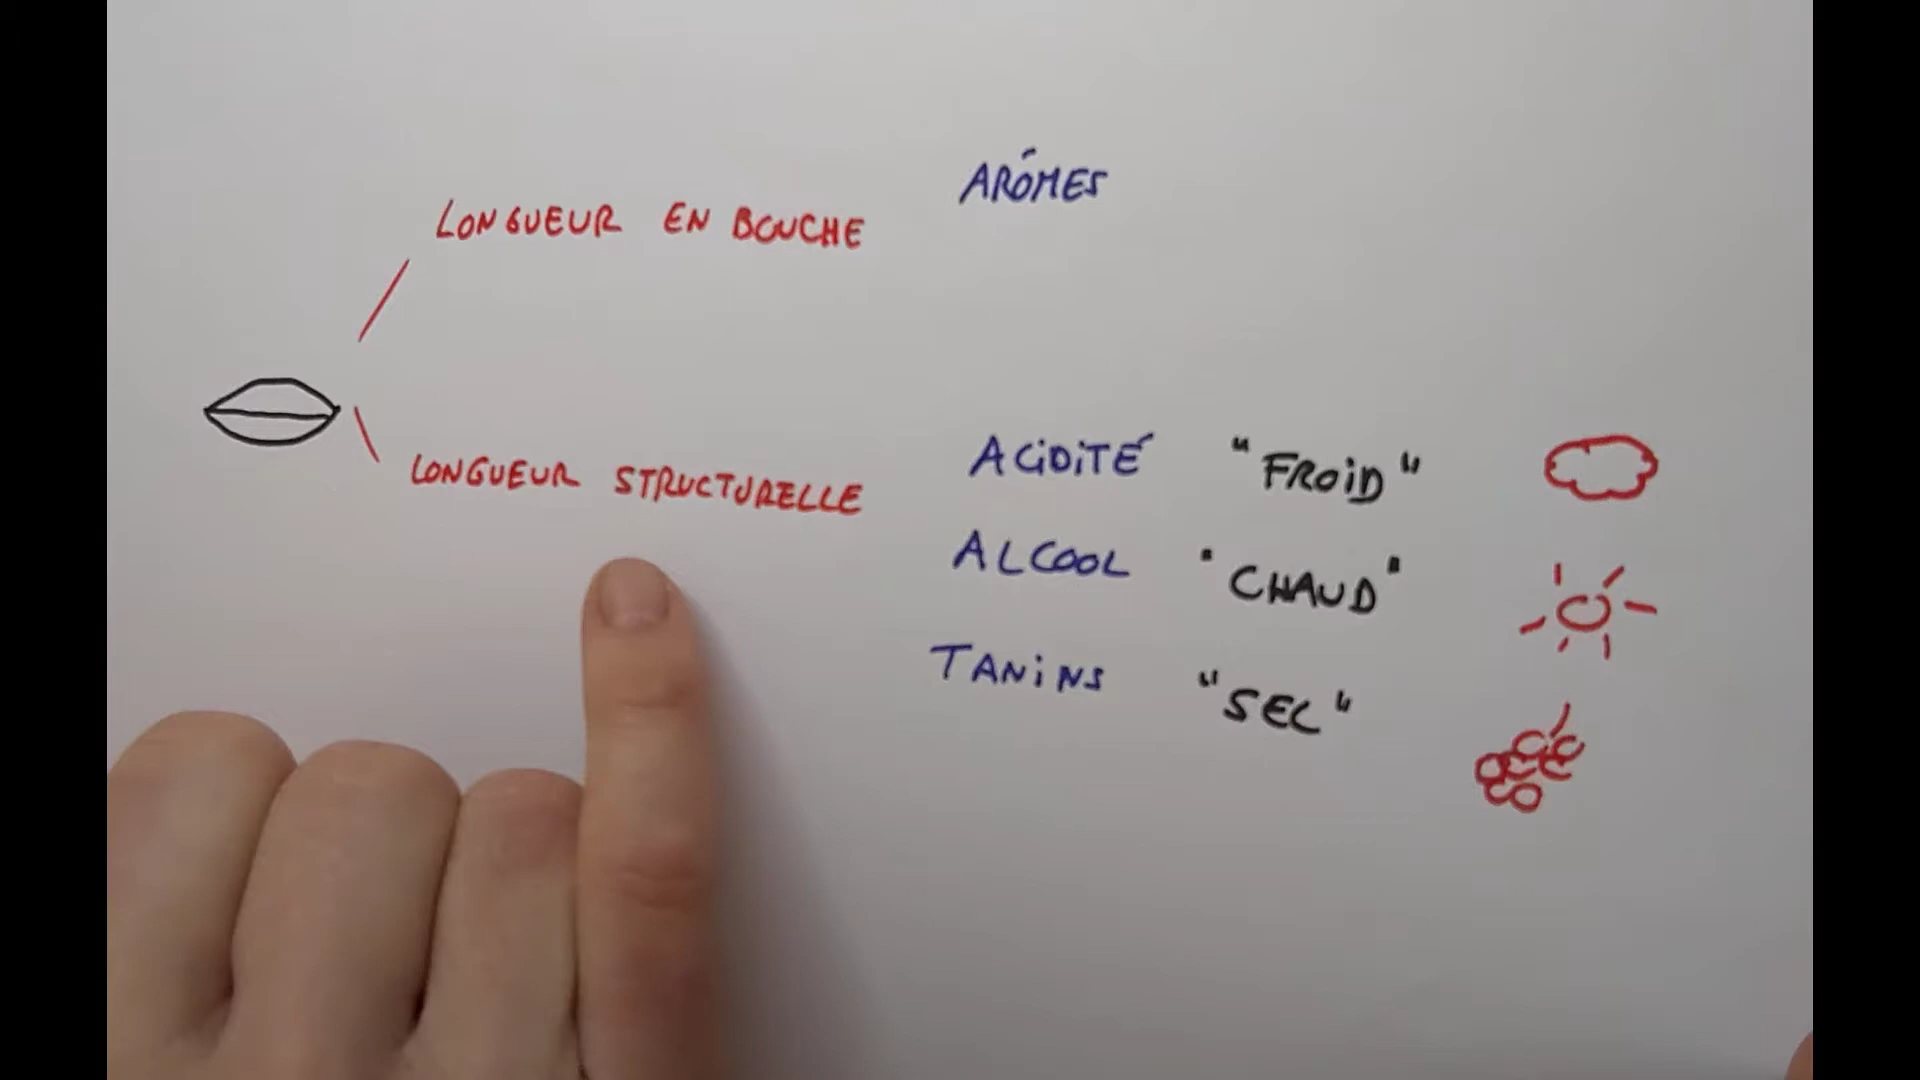 ARÔMES
LONGUEUR EN BOUCHE
LONGUEUR STRUCTURELLE
ACIDITÉ "FROID"
ALCOOL "CHAUD"
TANINS "SEC"